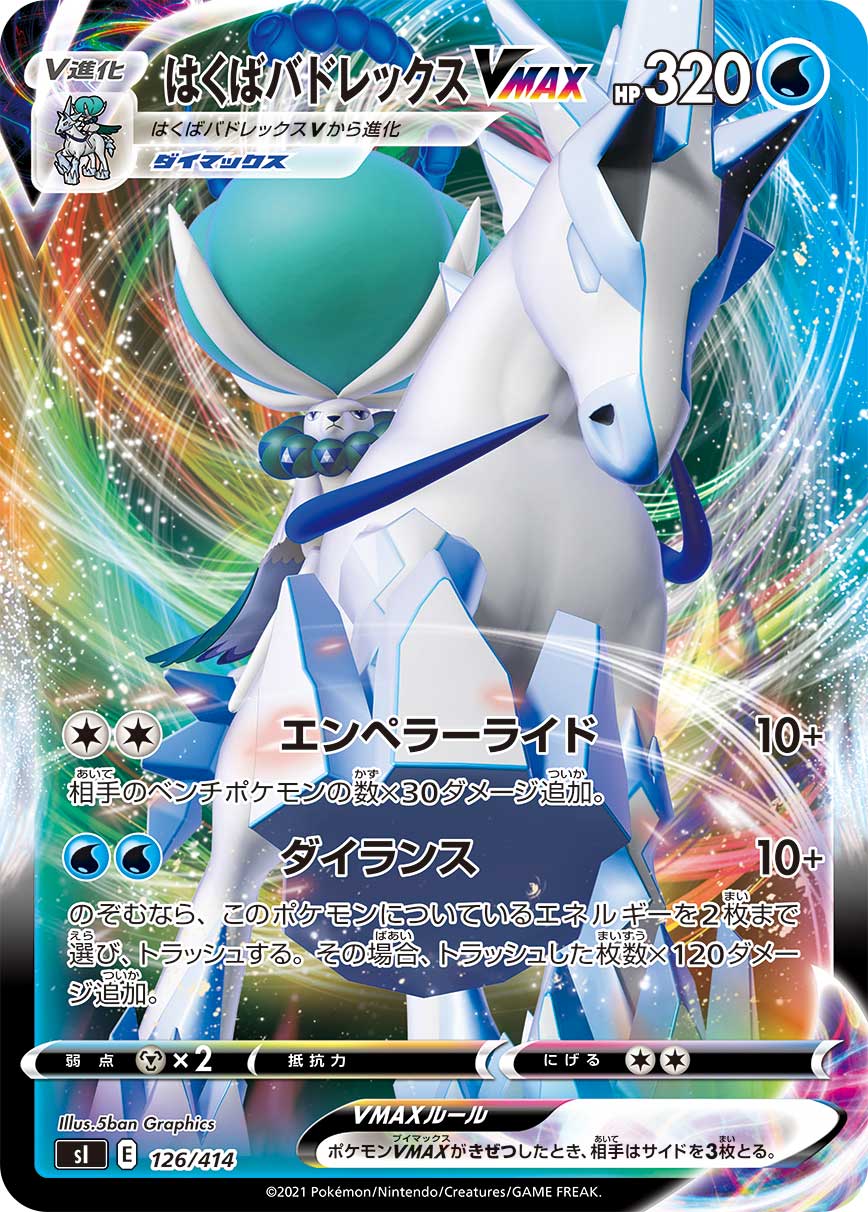 V進化
はくばバドレックスVMAX HP320
はくばバドレックスVから進化
ダイマックス
エンペラーライド 10+
相手のベンチポケモンの数×30ダメージ追加。
ダイランス 10+
のぞむなら、このポケモンについているエネルギーを2枚まで
選び、トラッシュする。その場合、トラッシュした枚数×120ダメー
ジ追加。
弱点 ×2 抵抗力 にげる
Illus.5ban Graphics
VMAXルール
ポケモンVMAXがきぜつしたとき、相手はサイドを3枚とる。
sI E 126/414
©2021 Pokémon/Nintendo/Creatures/GAME FREAK.